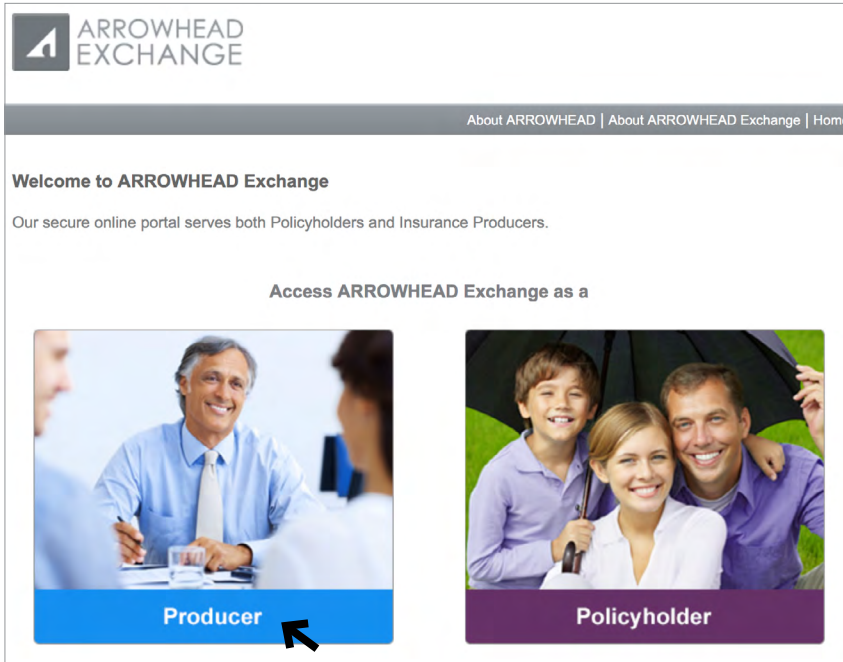 ARROWHEAD
EXCHANGE
About ARROWHEAD | About ARROWHEAD Exchange | Home
Welcome to ARROWHEAD Exchange
Our secure online portal serves both Policyholders and Insurance Producers.
Access ARROWHEAD Exchange as a
Producer
Policyholder